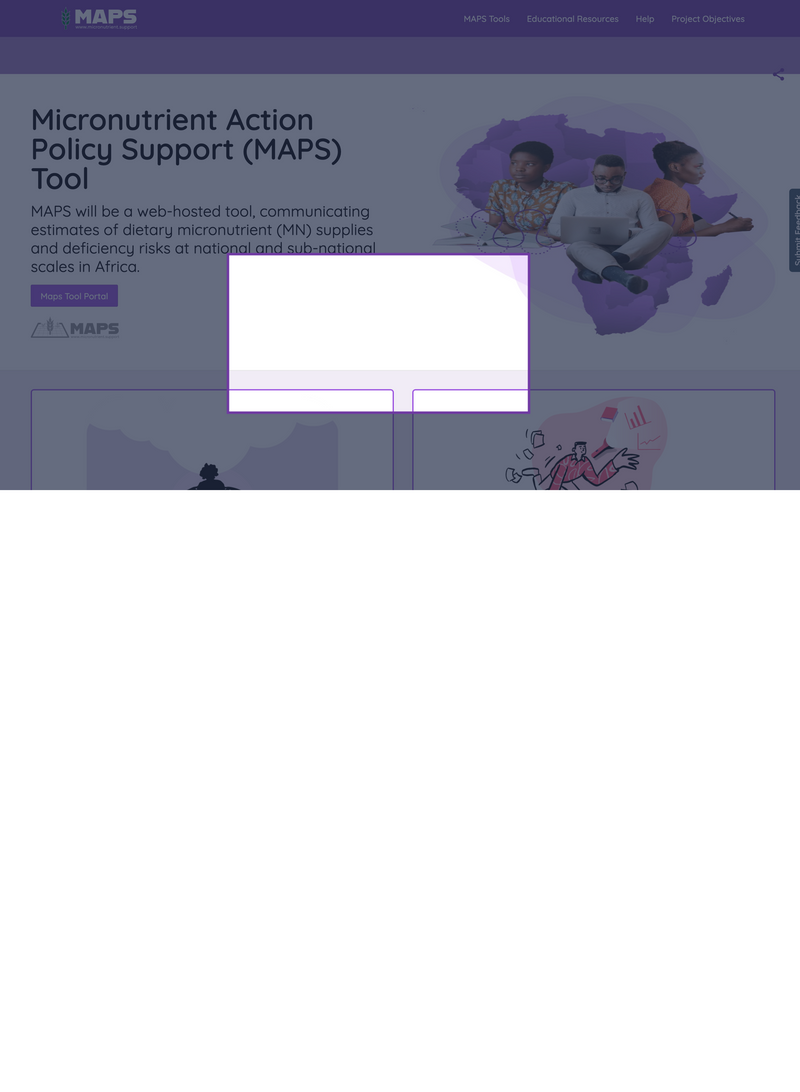 MAPS
www.micronutrient.support
MAPS Tools
Educational Resources
Help
Project Objectives
Micronutrient Action
Policy Support (MAPS)
Tool
MAPS will be a web-hosted tool, communicating
estimates of dietary micronutrient (MN) supplies
and deficiency risks at national and sub-national
scales in Africa.
Submit Feedback
Maps Tool Portal
MAPS